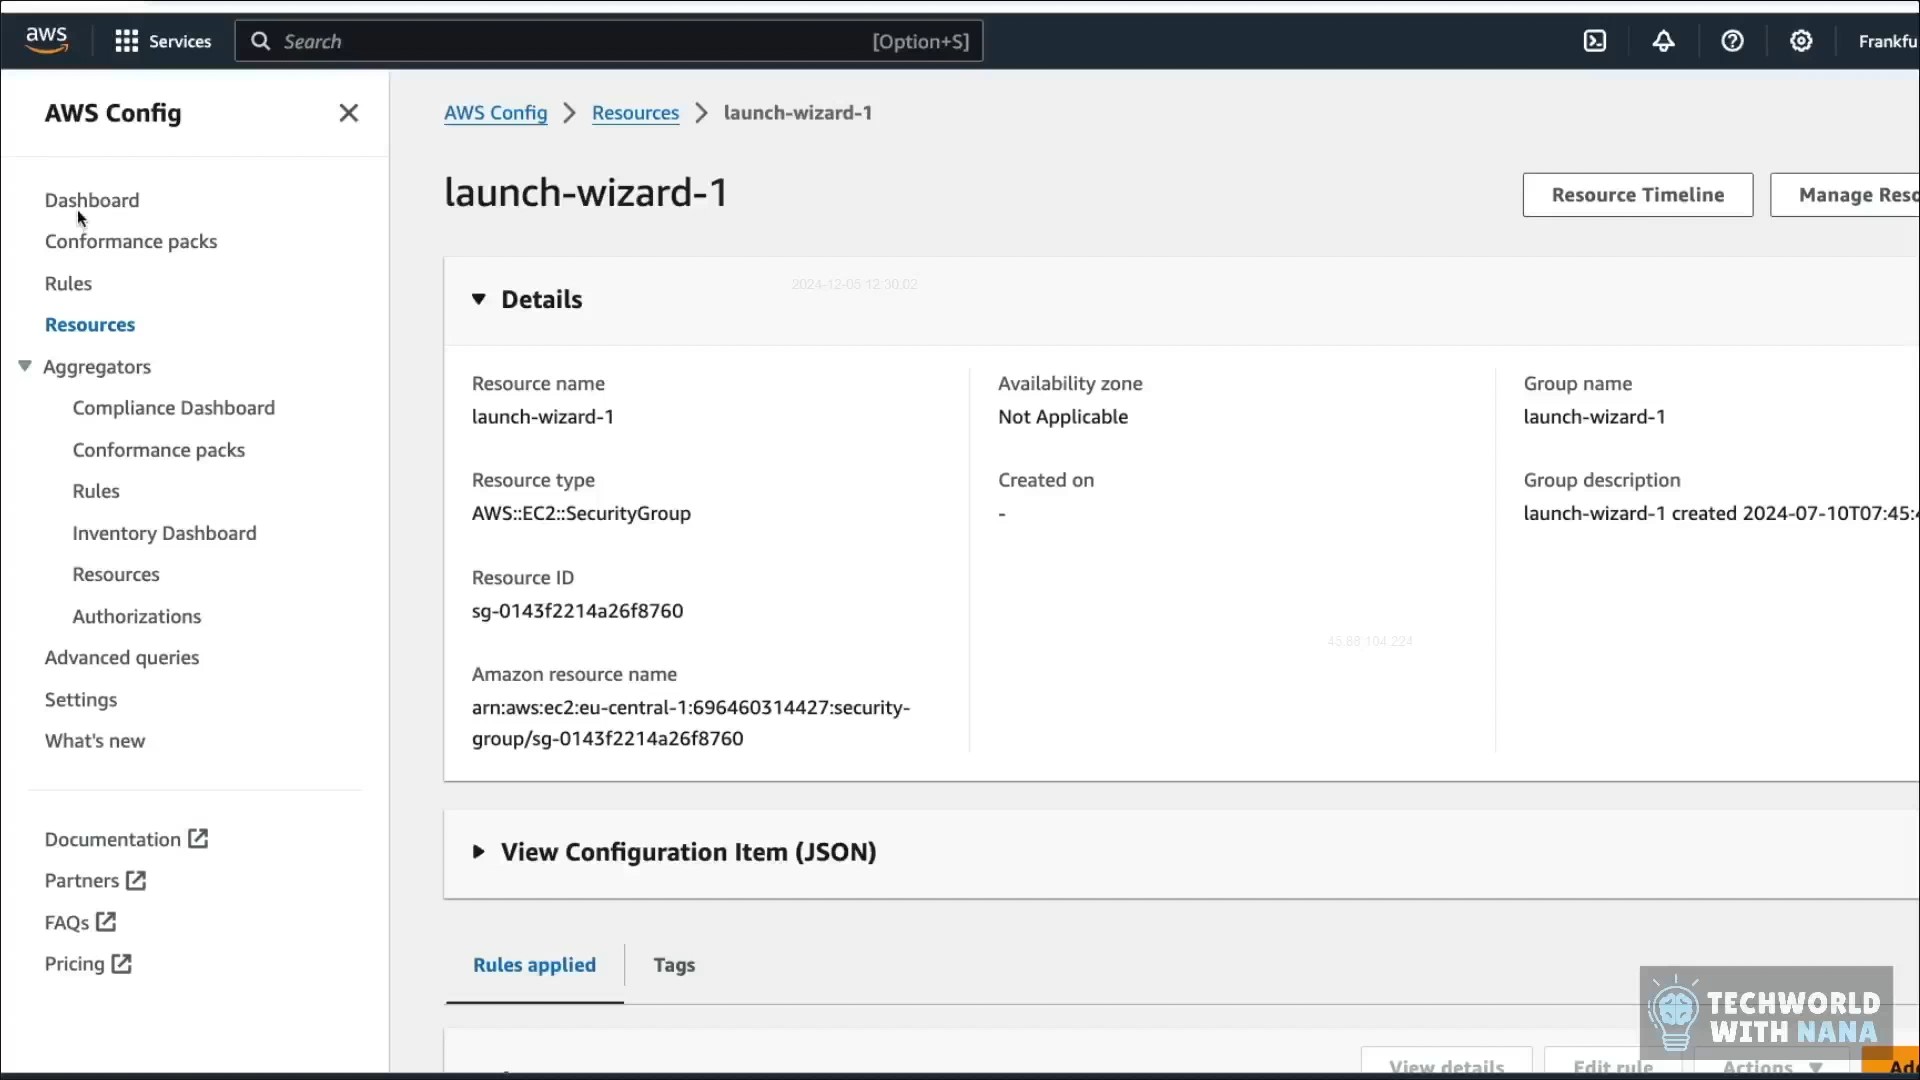 aws
Services
Search
[Option+S]
Frankfu
AWS Config
Dashboard
Conformance packs
Rules
Resources
Aggregators
Compliance Dashboard
Conformance packs
Rules
Inventory Dashboard
Resources
Authorizations
Advanced queries
Settings
What's new
Documentation
Partners
FAQs
Pricing
AWS Config > Resources > launch-wizard-1
launch-wizard-1
Resource Timeline
Manage Reso
Details
2024-12-05 12:30:02
Resource name
launch-wizard-1
Resource type
AWS::EC2::SecurityGroup
Resource ID
sg-0143f2214a26f8760
Amazon resource name
arn:aws:ec2:eu-central-1:696460314427:security-
group/sg-0143f2214a26f8760
Availability zone
Not Applicable
Created on
-
45.88.104.224
Group name
launch-wizard-1
Group description
launch-wizard-1 created 2024-07-10T07:45:4
View Configuration Item (JSON)
Rules applied
Tags
View details
Edit rule
Actions
Add
TECHWORLD
WITH NANA